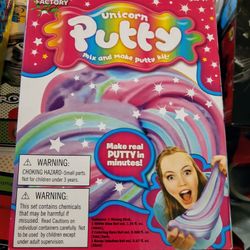 FACTORY
Unicorn
Putty
mix and make putty kit!
Make real
PUTTY in
minutes!
WARNING:
CHOKING HAZARD-Small parts.
Not for children under 3 years.
WARNING:
This set contains chemicals
that may be harmful if
misused. Read Cautions on
individual containers carefully. Not
to be used by children except
under adult supervision.